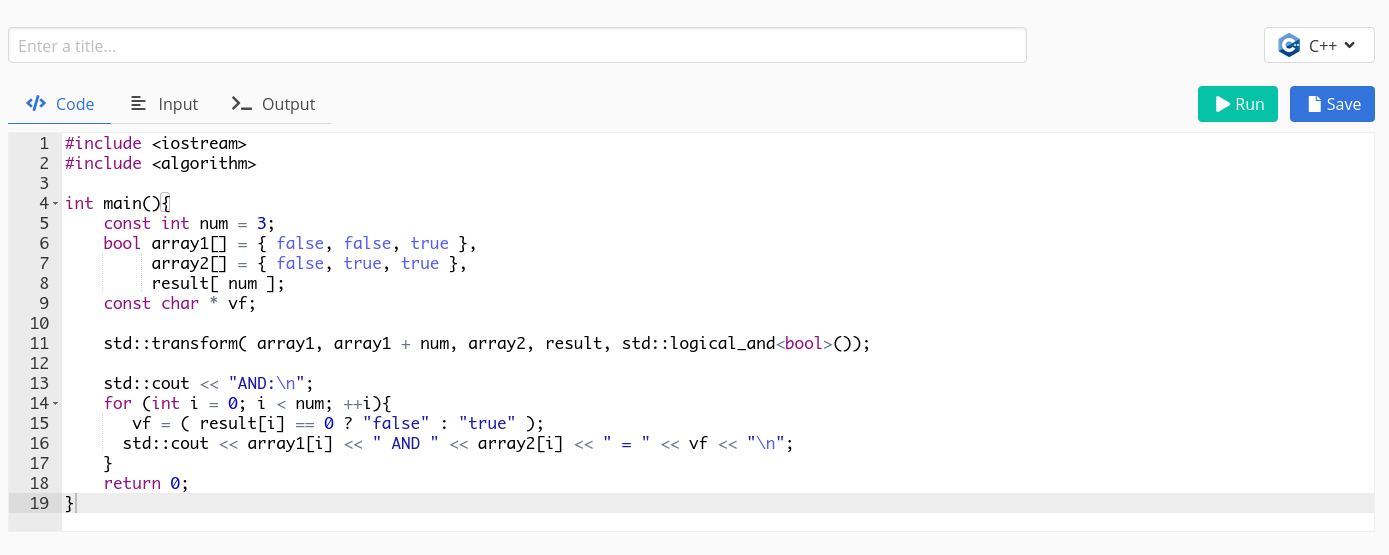 Enter a title...
C++
Code Input Output Run Save
1 #include <iostream>
2 #include <algorithm>
3
4 int main(){
5     const int num = 3;
6     bool array1[] = { false, false, true },
7          array2[] = { false, true, true },
8          result[ num ];
9     const char * vf;
10
11     std::transform( array1, array1 + num, array2, result, std::logical_and<bool>());
12
13     std::cout << "AND:\n";
14     for (int i = 0; i < num; ++i){
15        vf = ( result[i] == 0 ? "false" : "true" );
16       std::cout << array1[i] << " AND " << array2[i] << " = " << vf << "\n";
17     }
18     return 0;
19 }